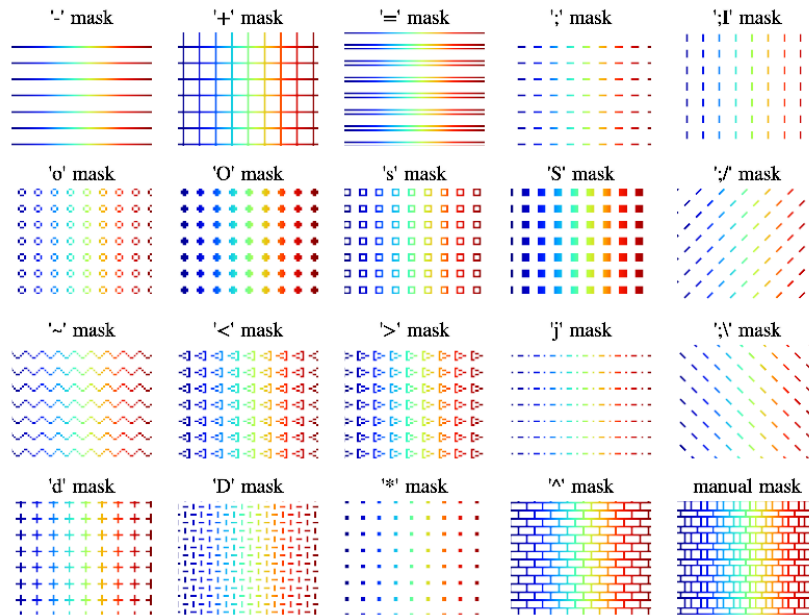 '-' mask
'+' mask
'=' mask
';' mask
';I' mask
'o' mask
'O' mask
's' mask
'S' mask
';/' mask
'~' mask
'<' mask
'>' mask
'j' mask
';\' mask
'd' mask
'D' mask
'*' mask
'^' mask
manual mask